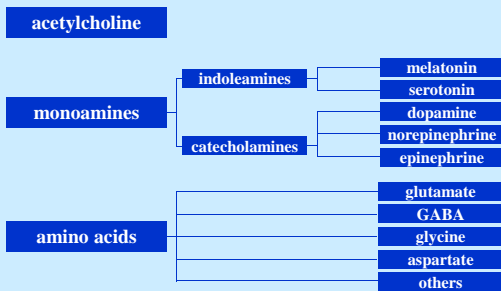 acetylcholine
monoamines
indoleamines
melatonin
serotonin
catecholamines
dopamine
norepinephrine
epinephrine
amino acids
glutamate
GABA
glycine
aspartate
others